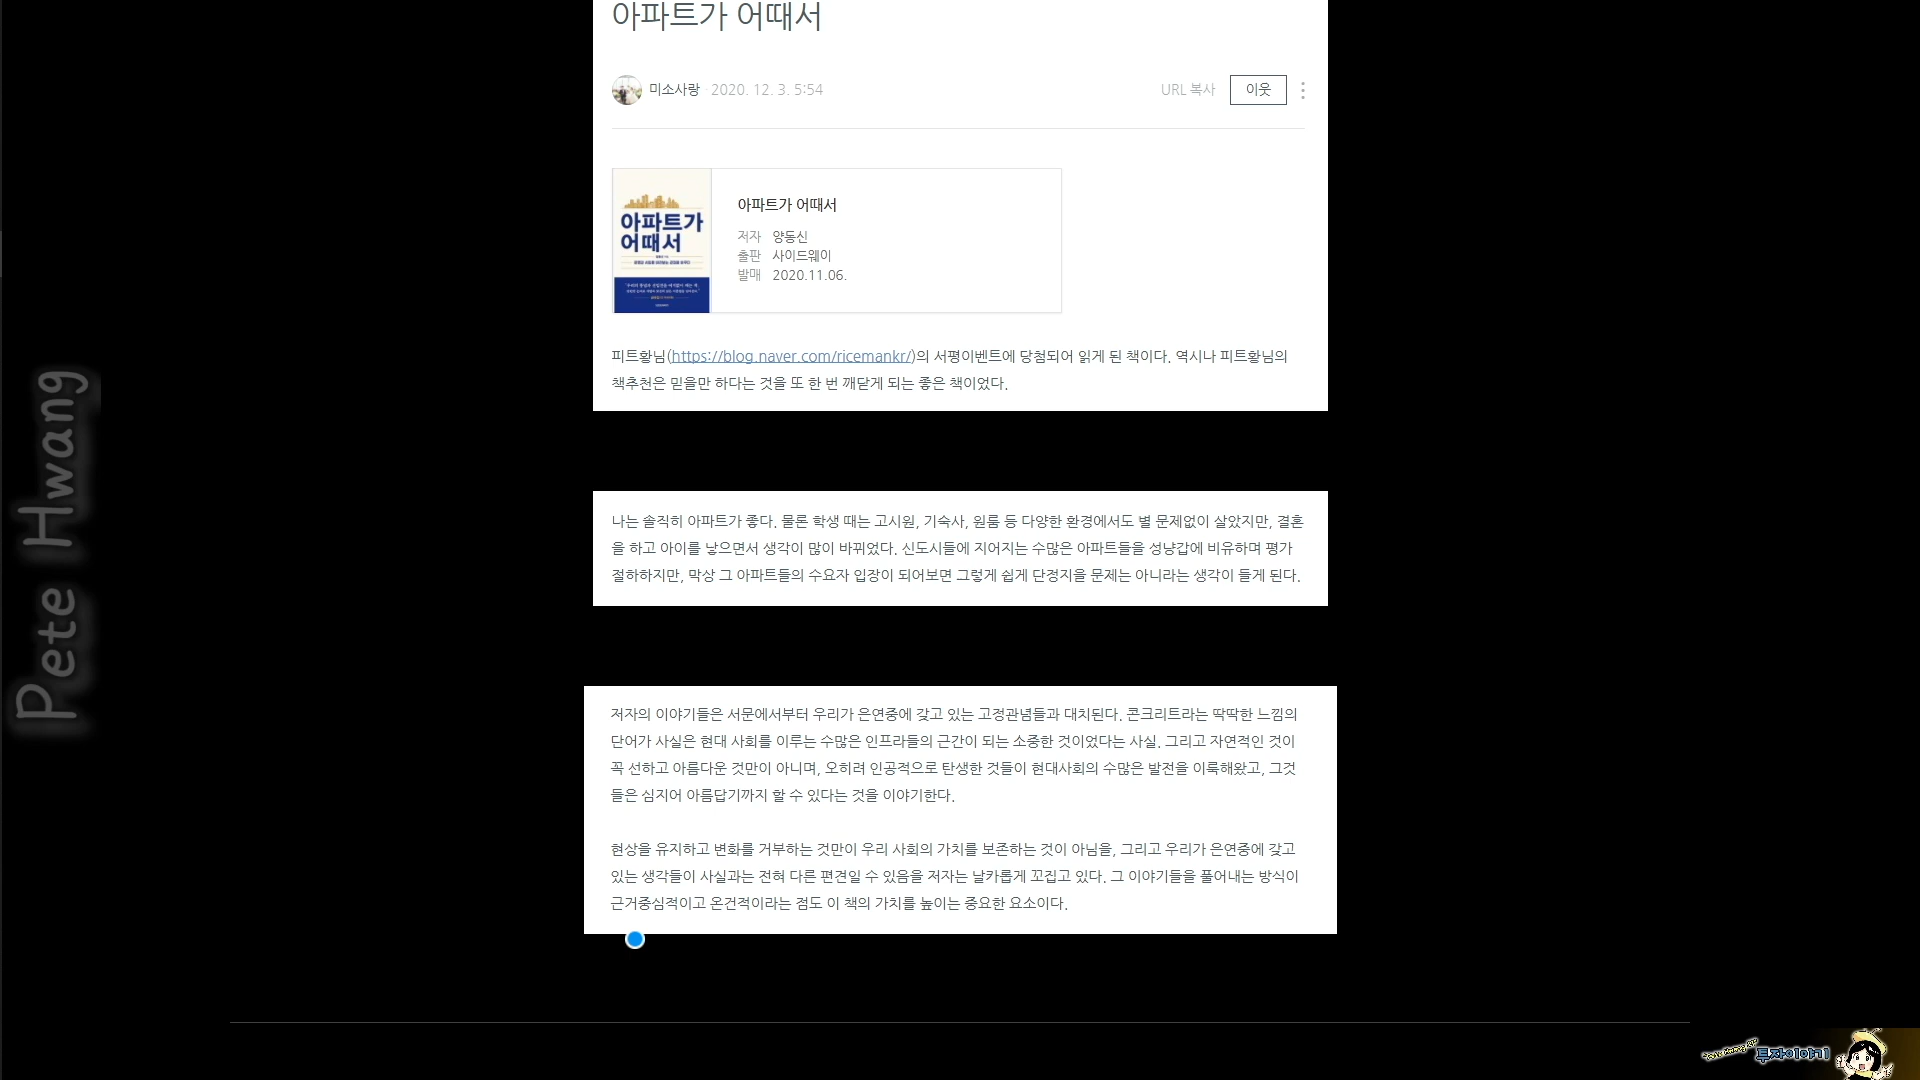 아파트가 어때서
미소사랑 · 2020. 12. 3. 5:54
URL 복사
이웃
아파트가
어때서
아파트가 어때서
저자 양동신
출판 사이드웨이
발매 2020.11.06.
피트황님(https://blog.naver.com/ricemankr/)의 서평이벤트에 당첨되어 읽게 된 책이다. 역시나 피트황님의
책추천은 믿을만 하다는 것을 또 한 번 깨닫게 되는 좋은 책이었다.
나는 솔직히 아파트가 좋다. 물론 학생 때는 고시원, 기숙사, 원룸 등 다양한 환경에서도 별 문제없이 살았지만, 결혼
을 하고 아이를 낳으면서 생각이 많이 바뀌었다. 신도시들에 지어지는 수많은 아파트들을 성냥갑에 비유하며 평가
절하하지만, 막상 그 아파트들의 수요자 입장이 되어보면 그렇게 쉽게 단정지을 문제는 아니라는 생각이 들게 된다.
저자의 이야기들은 서문에서부터 우리가 은연중에 갖고 있는 고정관념들과 대치된다. 콘크리트라는 딱딱한 느낌의
단어가 사실은 현대 사회를 이루는 수많은 인프라들의 근간이 되는 소중한 것이었다는 사실. 그리고 자연적인 것이
꼭 선하고 아름다운 것만이 아니며, 오히려 인공적으로 탄생한 것들이 현대사회의 수많은 발전을 이룩해왔고, 그것
들은 심지어 아름답기까지 할 수 있다는 것을 이야기한다.
현상을 유지하고 변화를 거부하는 것만이 우리 사회의 가치를 보존하는 것이 아님을, 그리고 우리가 은연중에 갖고
있는 생각들이 사실과는 전혀 다른 편견일 수 있음을 저자는 날카롭게 꼬집고 있다. 그 이야기들을 풀어내는 방식이
근거중심적이고 온건적이라는 점도 이 책의 가치를 높이는 중요한 요소이다.
Pete Hwang
투자이야기